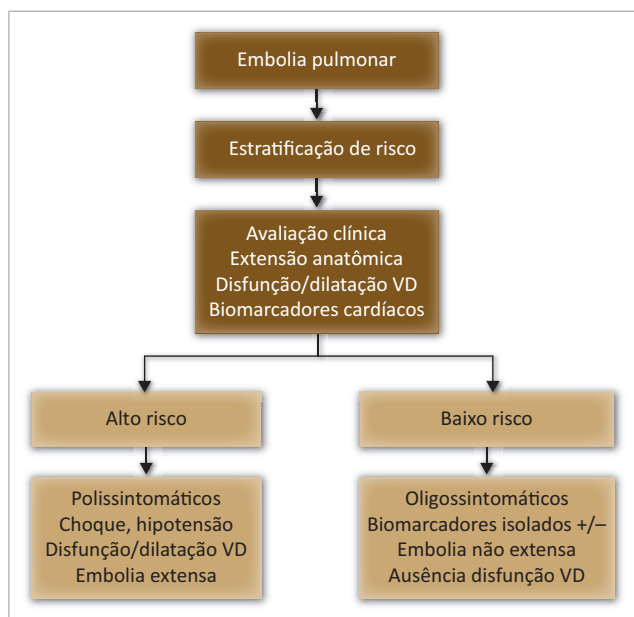 Embolia pulmonar
Estratificação de risco
Avaliação clínica
Extensão anatômica
Disfunção/dilatação VD
Biomarcadores cardíacos
Alto risco
Baixo risco
Polissintomáticos
Choque, hipotensão
Disfunção/dilatação VD
Embolia extensa
Oligossintomáticos
Biomarcadores isolados +/–
Embolia não extensa
Ausência disfunção VD